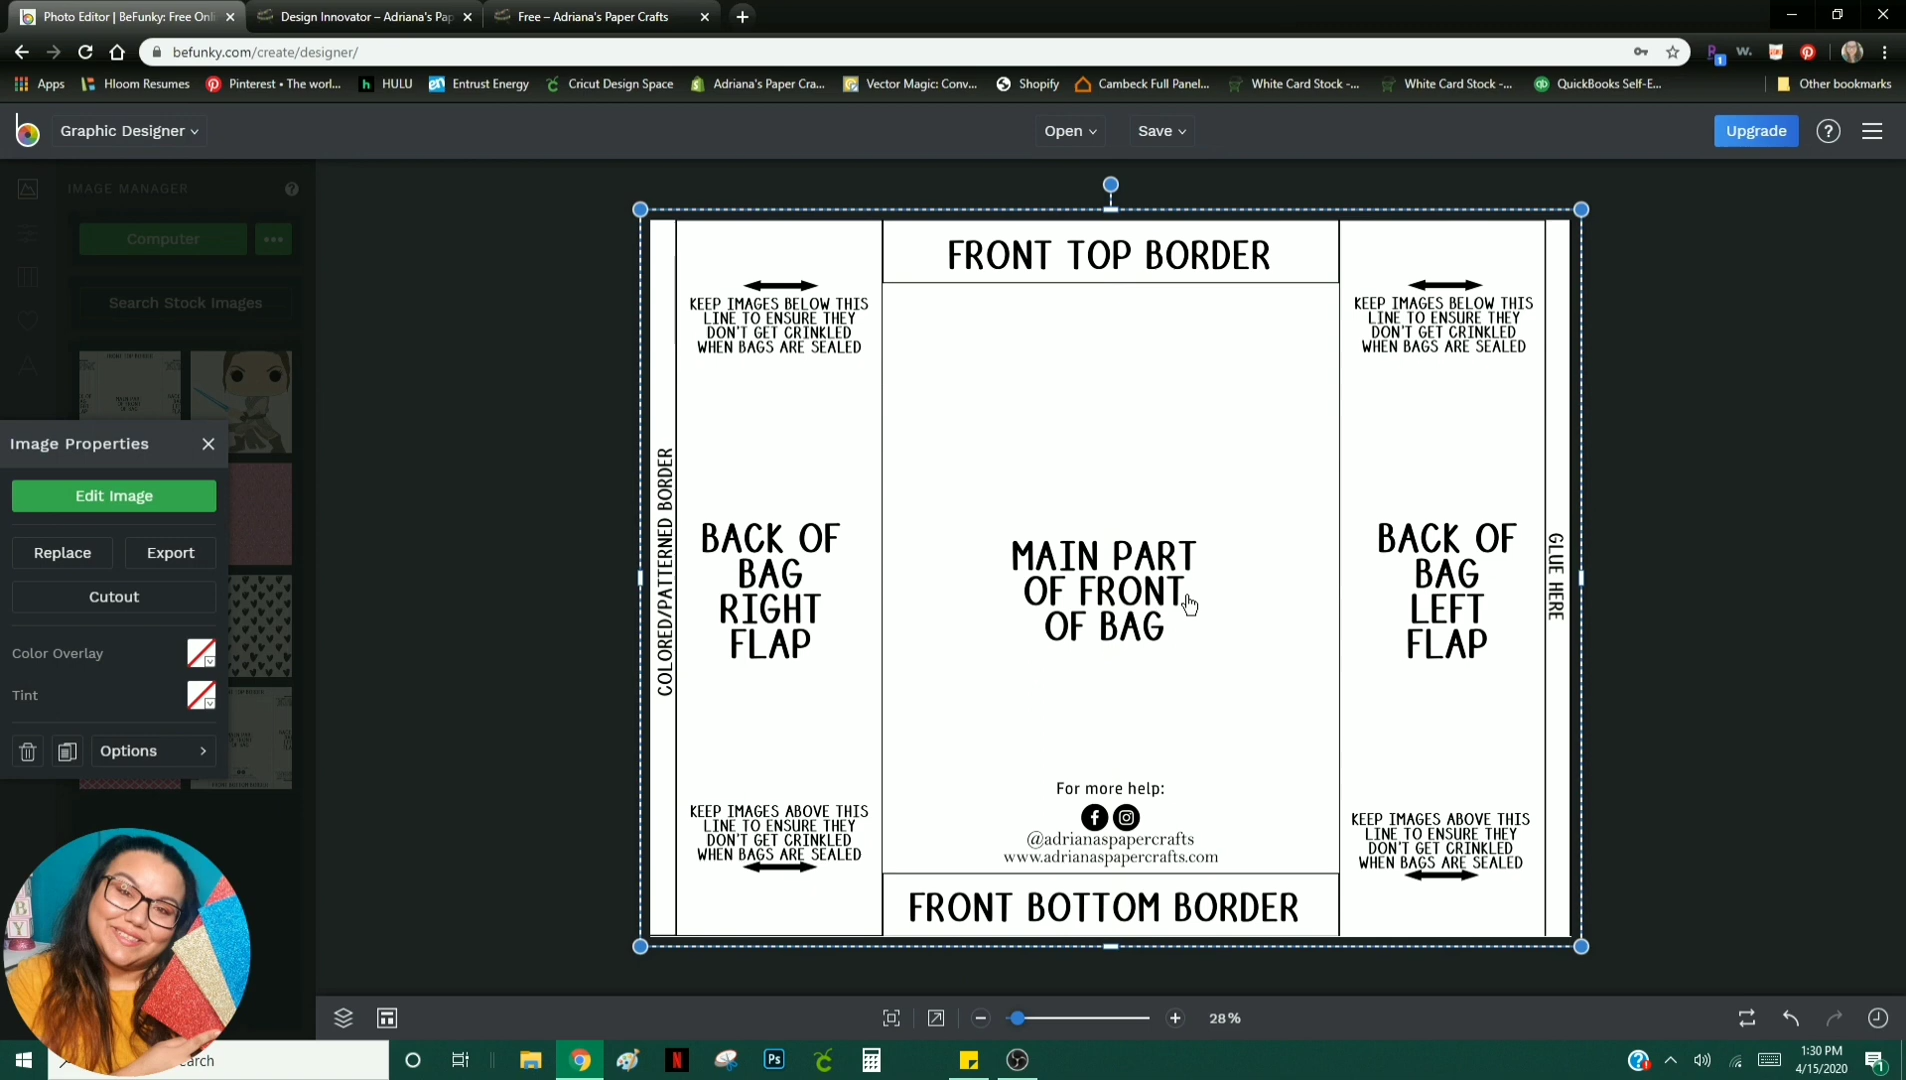 Photo Editor | BeFunky: Free Onli
Design Innovator – Adriana's Pap
Free – Adriana's Paper Crafts
befunky.com/create/designer/
Apps
Hloom Resumes
Pinterest • The worl...
HULU
Entrust Energy
Cricut Design Space
Adriana's Paper Cra...
Vector Magic: Conv...
Shopify
Cambeck Full Panel...
White Card Stock -...
White Card Stock -...
QuickBooks Self-E...
Other bookmarks
Graphic Designer
Open
Save
Upgrade
IMAGE MANAGER
Computer
Search Stock Images
Image Properties
Edit Image
Replace
Export
Cutout
Color Overlay
Tint
Options
COLORED/PATTERNED BORDER
KEEP IMAGES BELOW THIS
LINE TO ENSURE THEY
DON'T GET CRINKLED
WHEN BAGS ARE SEALED
BACK OF
BAG
RIGHT
FLAP
KEEP IMAGES ABOVE THIS
LINE TO ENSURE THEY
DON'T GET CRINKLED
WHEN BAGS ARE SEALED
FRONT TOP BORDER
MAIN PART
OF FRONT
OF BAG
For more help:
@adrianaspapercrafts
www.adrianaspapercrafts.com
FRONT BOTTOM BORDER
KEEP IMAGES BELOW THIS
LINE TO ENSURE THEY
DON'T GET CRINKLED
WHEN BAGS ARE SEALED
BACK OF
BAG
LEFT
FLAP
KEEP IMAGES ABOVE THIS
LINE TO ENSURE THEY
DON'T GET CRINKLED
WHEN BAGS ARE SEALED
GLUE HERE
28%
earch
1:30 PM
4/15/2020